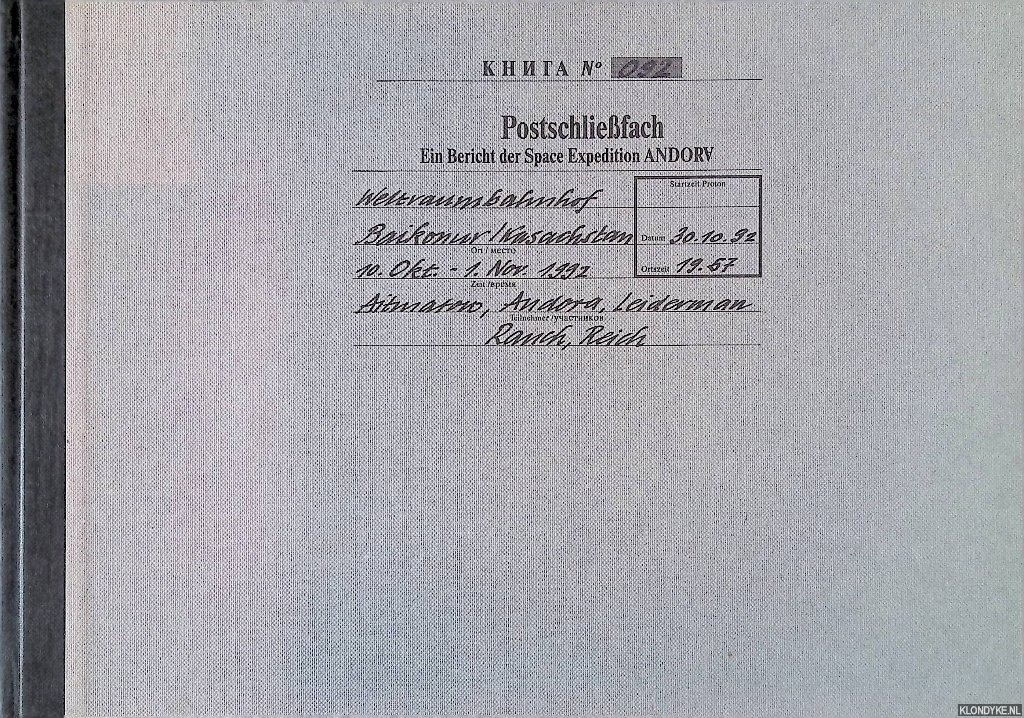 КНИГА № 092
Postschließfach
Ein Bericht der Space Expedition ANDORⱯ
Weltraumbahnhof
Baikonur/Kasachstan
Ort / место
10. Okt. - 1. Nov. 1992
Zeit /время
Aitmatow, Andora, Leiderman
Teilnehmer /участников
Rauch, Reich
Startzeit Proton
Datum 30.10.92
Ortszeit 19.57
KLONDYKE.NL